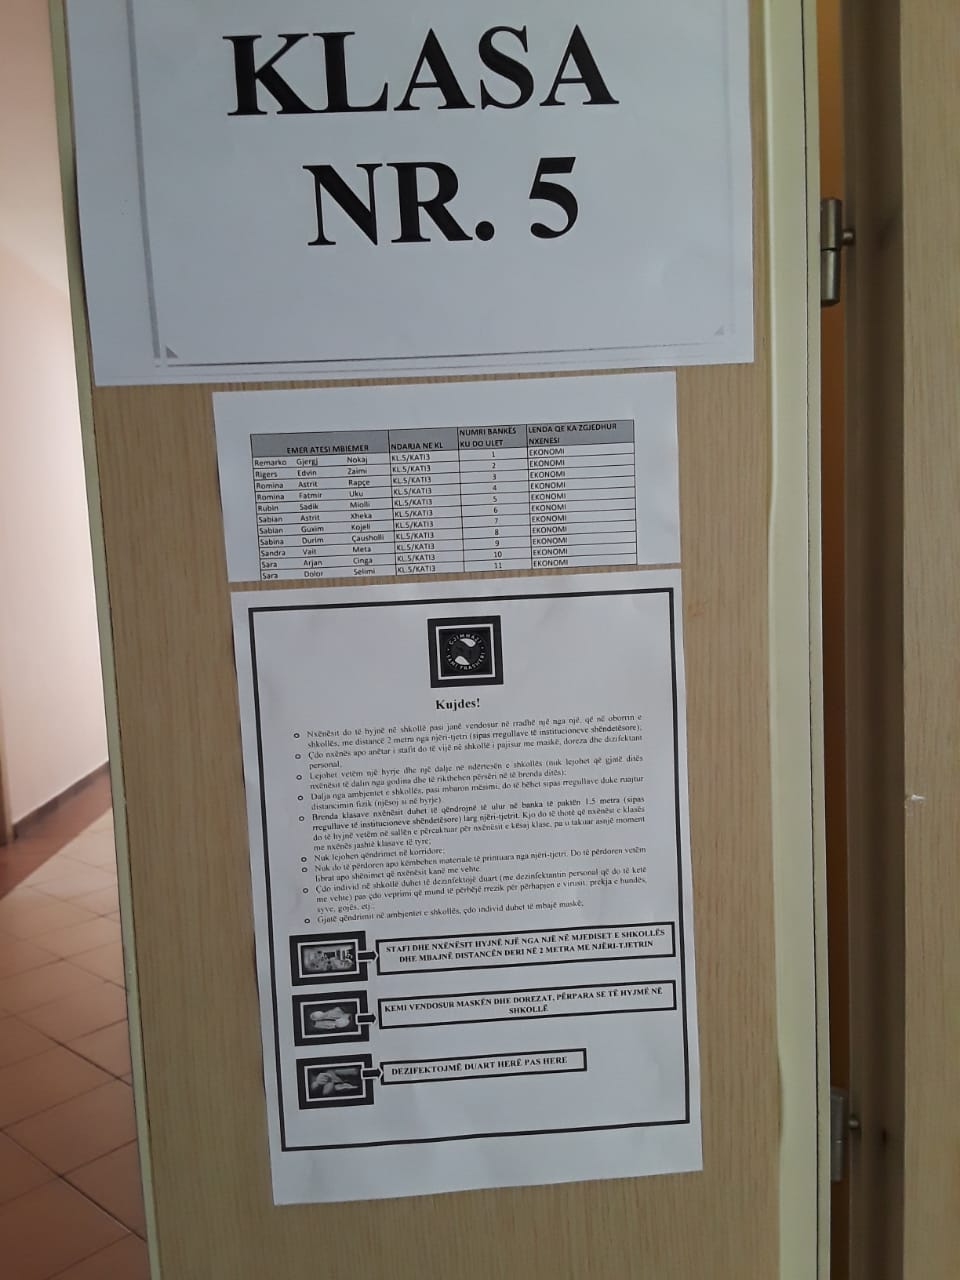 KLASA
NR. 5
EMER ATESI MBIEMER NDARJA NE KL NUMRI BANKËS KU DO ULET LENDA QE KA ZGJEDHUR NXENESI
Remarko Gjergj Nokaj KL.5/KATI3 1 EKONOMI
Rigers Edvin Zaimi KL.5/KATI3 2 EKONOMI
Romina Astrit Rapçe KL.5/KATI3 3 EKONOMI
Romina Fatmir Uku KL.5/KATI3 4 EKONOMI
Rubin Sadik Miolli KL.5/KATI3 5 EKONOMI
Sabian Astrit Xheka KL.5/KATI3 6 EKONOMI
Sabian Guxim Kojeli KL.5/KATI3 7 EKONOMI
Sabina Durim Çausholli KL.5/KATI3 8 EKONOMI
Sandra Vait Meta KL.5/KATI3 9 EKONOMI
Sara Arjan Cinga KL.5/KATI3 10 EKONOMI
Sara Dolor Selimi KL.5/KATI3 11 EKONOMI
Kujdes!
Nxënësit do të hyjnë në shkollë pasi janë vendosur në rradhë një nga një, që në oborrin e
shkollës, me distancë 2 metra nga njëri-tjetri (sipas rregullave të institucioneve shëndetësore);
Çdo nxënës apo anëtar i stafit do të vijë në shkollë i pajisur me maskë, doreza dhe dizifektant
personal;
Lejohet vetëm një hyrje dhe një dalje në ndërtesën e shkollës (nuk lejohet që gjatë ditës
nxënësit të dalin nga godina dhe të rikthehen përsëri në të brenda ditës);
Dalja nga ambjentet e shkollës, pasi mbaron mësimi, do të bëhet sipas rregullave duke ruajtur
distancimin fizik (njësoj si në hyrje).
Brenda klasave nxënësit duhet të qëndrojnë të ulur në banka të paktën 1.5 metra (sipas
rregullave të institucioneve shëndetësore) larg njëri-tjetrit. Kjo do të thotë që nxënësit e klasës
do të hyjnë vetëm në sallën e përcaktuar për nxënësit e kësaj klase, pa u takuar asnjë moment
me nxënës jashtë klasave të tyre;
Nuk lejohen qëndrimet në korridore;
Nuk do të përdoren apo këmbehen materiale të printuara nga njëri-tjetri. Do të përdoren vetëm
librat apo shënimet që nxënësit kanë me vehte.
Çdo individ në shkollë duhet të dezinfektojë duart (me dezinfektantin personal që do të ketë
me vehte) pas çdo veprimi që mund të përbëjë rrezik për përhapjen e virusit, prekja e hundës,
syve, gojës, etj..
Gjatë qëndrimit në ambjentet e shkollës, çdo individ duhet të mbajë maskë;
STAFI DHE NXËNËSIT HYJNË NJË NGA NJË NË MJEDISET E SHKOLLËS
DHE MBAJNË DISTANCËN DERI NË 2 METRA ME NJËRI-TJETRIN
KEMI VENDOSUR MASKËN DHE DOREZAT, PËRPARA SE TË HYJMË NË
SHKOLLË
DEZIFEKTOJMË DUART HERË PAS HERE